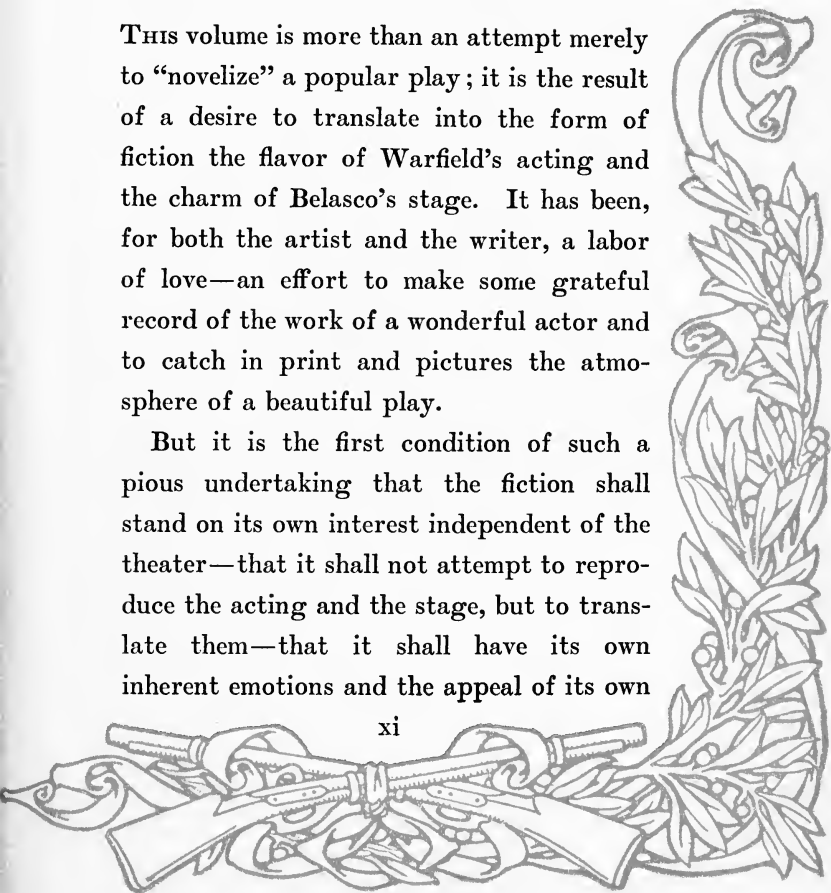 THIS volume is more than an attempt merely
to “novelize” a popular play; it is the result
of a desire to translate into the form of
fiction the flavor of Warfield’s acting and
the charm of Belasco’s stage. It has been,
for both the artist and the writer, a labor
of love—an effort to make some grateful
record of the work of a wonderful actor and
to catch in print and pictures the atmo-
sphere of a beautiful play.
But it is the first condition of such a
pious undertaking that the fiction shall
stand on its own interest independent of the
theater—that it shall not attempt to repro-
duce the acting and the stage, but to trans-
late them—that it shall have its own
inherent emotions and the appeal of its own
xi